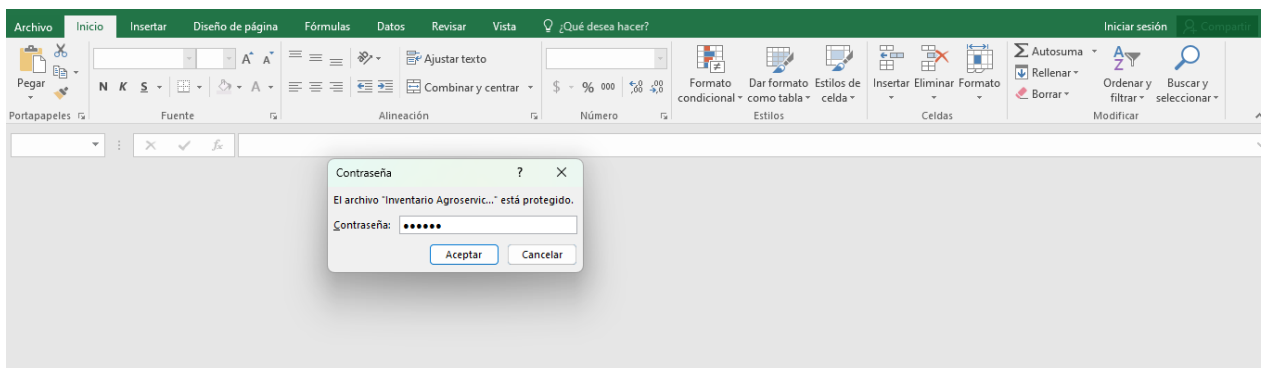 Archivo Inicio Insertar Diseño de página Fórmulas Datos Revisar Vista ¿Qué desea hacer? Iniciar sesión Compartir
Pegar
N K S A A A Ajustar texto
Combinar y centrar
$ % 000
Formato condicional
Dar formato como tabla
Estilos de celda
Insertar Eliminar Formato
Autosuma
Rellenar
Borrar
Ordenar y filtrar
Buscar y seleccionar
Portapapeles Fuente Alineación Número Estilos Celdas Modificar
fx
Contraseña ?
El archivo "Inventario Agroservic..." está protegido.
Contraseña: ••••••
Aceptar Cancelar